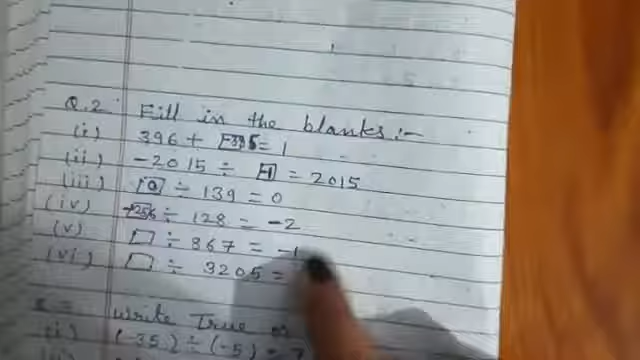 Q.2 Fill in the blanks:-
(i) 396 + -395 = 1
(ii) -2015 ÷ -1 = 2015
(iii) 0 ÷ 139 = 0
(iv) -256 ÷ 128 = -2
(v) □ ÷ 867 = -1
(vi) □ ÷ 3205 =
Write True or
(i) (-35) ÷ (-5) = 7